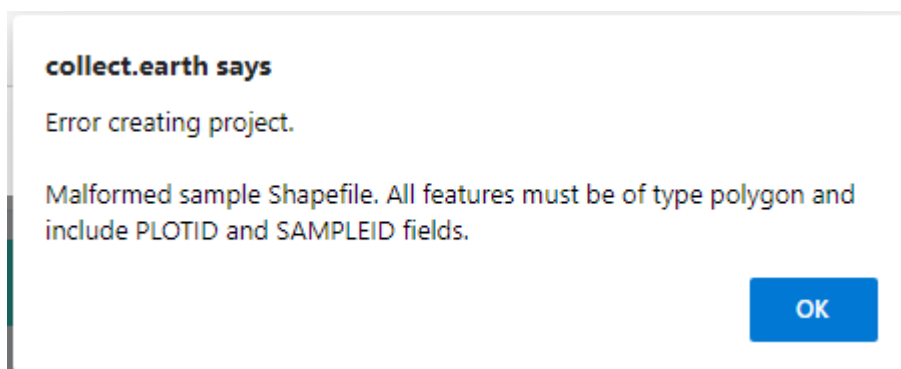 collect.earth says
Error creating project.
Malformed sample Shapefile. All features must be of type polygon and
include PLOTID and SAMPLEID fields.
OK